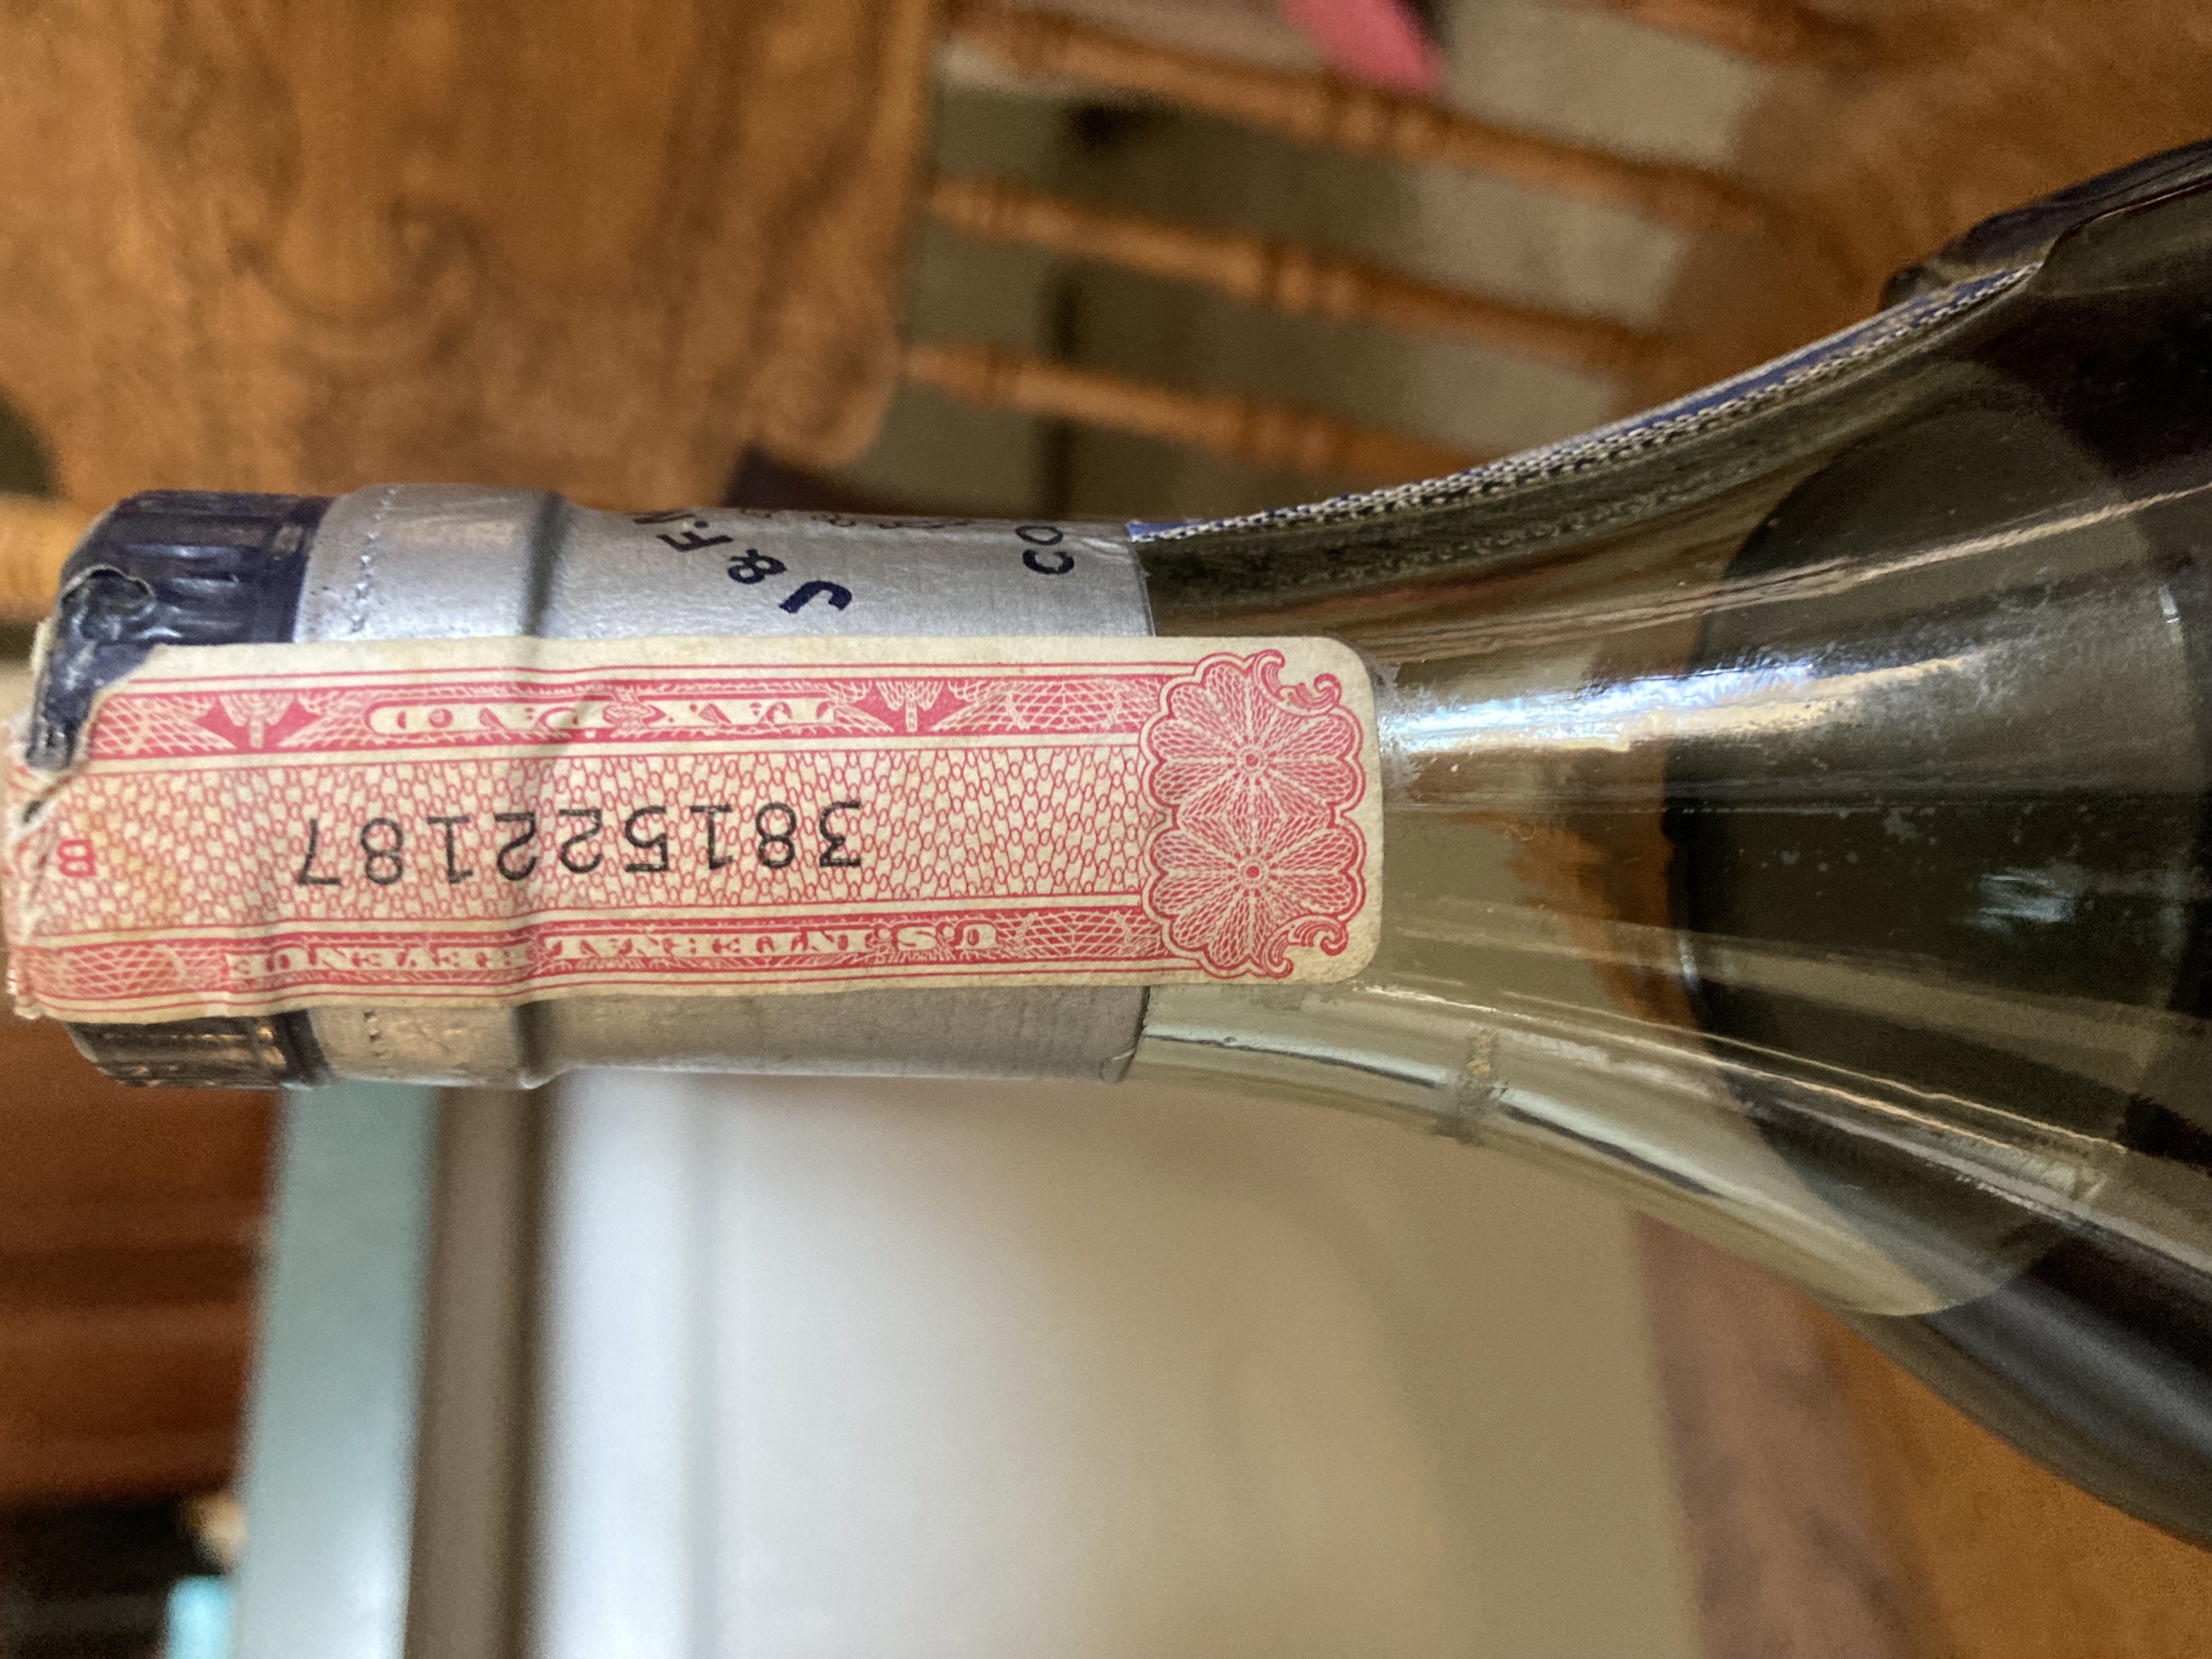 U.S. INTERNAL REVENUE
381522187
B
TAX PAID
J & F.
CO